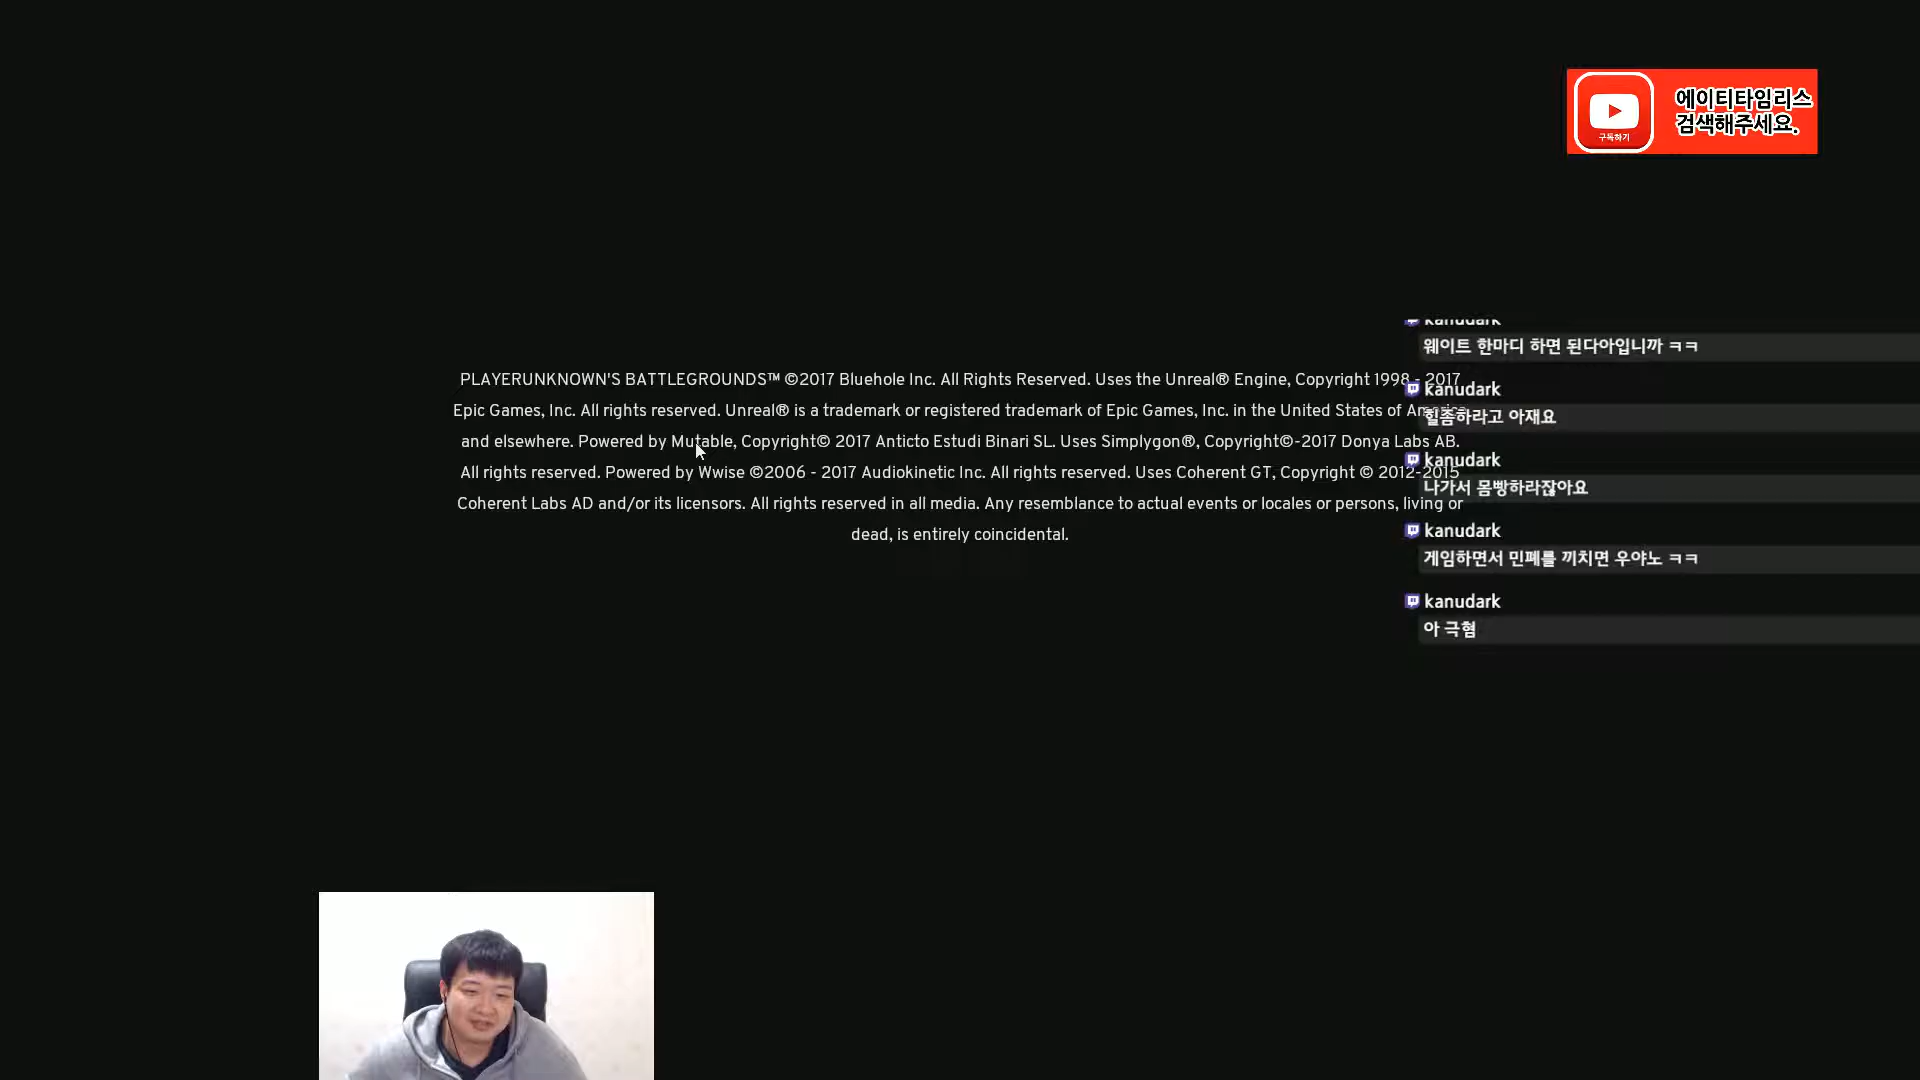 에이티타임리스
검색해주세요.
구독하기
PLAYERUNKNOWN'S BATTLEGROUNDS™ ©2017 Bluehole Inc. All Rights Reserved. Uses the Unreal® Engine, Copyright 1998 - 2017
Epic Games, Inc. All rights reserved. Unreal® is a trademark or registered trademark of Epic Games, Inc. in the United States of America
and elsewhere. Powered by Mutable, Copyright© 2017 Anticto Estudi Binari SL. Uses Simplygon®, Copyright©-2017 Donya Labs AB.
All rights reserved. Powered by Wwise ©2006 - 2017 Audiokinetic Inc. All rights reserved. Uses Coherent GT, Copyright © 2012-2015
Coherent Labs AD and/or its licensors. All rights reserved in all media. Any resemblance to actual events or locales or persons, living or
dead, is entirely coincidental.
kanudark
웨이트 한마디 하면 된다아입니까 ㅋㅋ
kanudark
힐좀하라고 아재요
kanudark
나가서 몸빵하라잖아요
kanudark
게임하면서 민폐를 끼치면 우야노 ㅋㅋ
kanudark
아 극혐